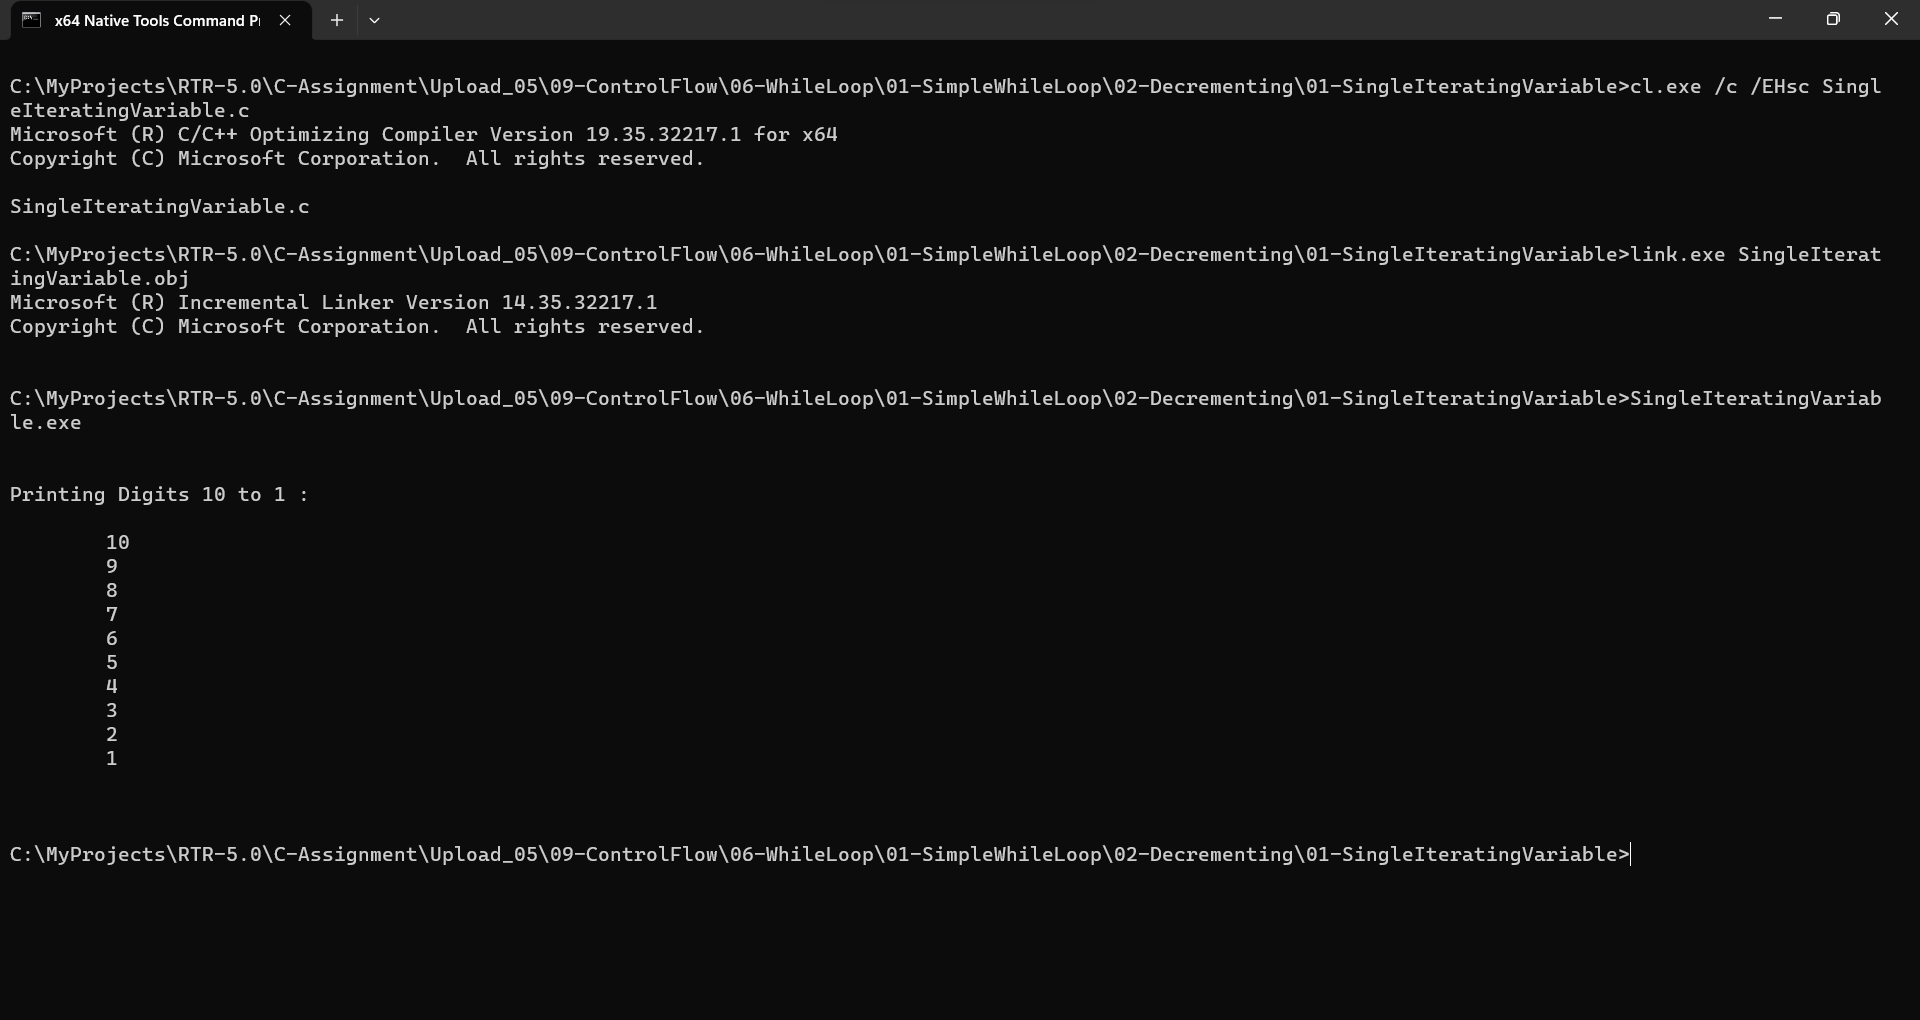 x64 Native Tools Command P
C:\MyProjects\RTR-5.0\C-Assignment\Upload_05\09-ControlFlow\06-WhileLoop\01-SimpleWhileLoop\02-Decrementing\01-SingleIteratingVariable>cl.exe /c /EHsc Singl
eIteratingVariable.c
Microsoft (R) C/C++ Optimizing Compiler Version 19.35.32217.1 for x64
Copyright (C) Microsoft Corporation.  All rights reserved.
SingleIteratingVariable.c
C:\MyProjects\RTR-5.0\C-Assignment\Upload_05\09-ControlFlow\06-WhileLoop\01-SimpleWhileLoop\02-Decrementing\01-SingleIteratingVariable>link.exe SingleIterat
ingVariable.obj
Microsoft (R) Incremental Linker Version 14.35.32217.1
Copyright (C) Microsoft Corporation.  All rights reserved.
C:\MyProjects\RTR-5.0\C-Assignment\Upload_05\09-ControlFlow\06-WhileLoop\01-SimpleWhileLoop\02-Decrementing\01-SingleIteratingVariable>SingleIteratingVariab
le.exe
Printing Digits 10 to 1 :
10
9
8
7
6
5
4
3
2
1
C:\MyProjects\RTR-5.0\C-Assignment\Upload_05\09-ControlFlow\06-WhileLoop\01-SimpleWhileLoop\02-Decrementing\01-SingleIteratingVariable>